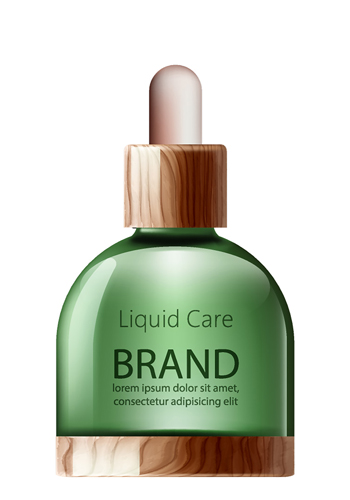 Liquid Care
BRAND
lorem ipsum dolor sit amet,
consectetur adipisicing elit